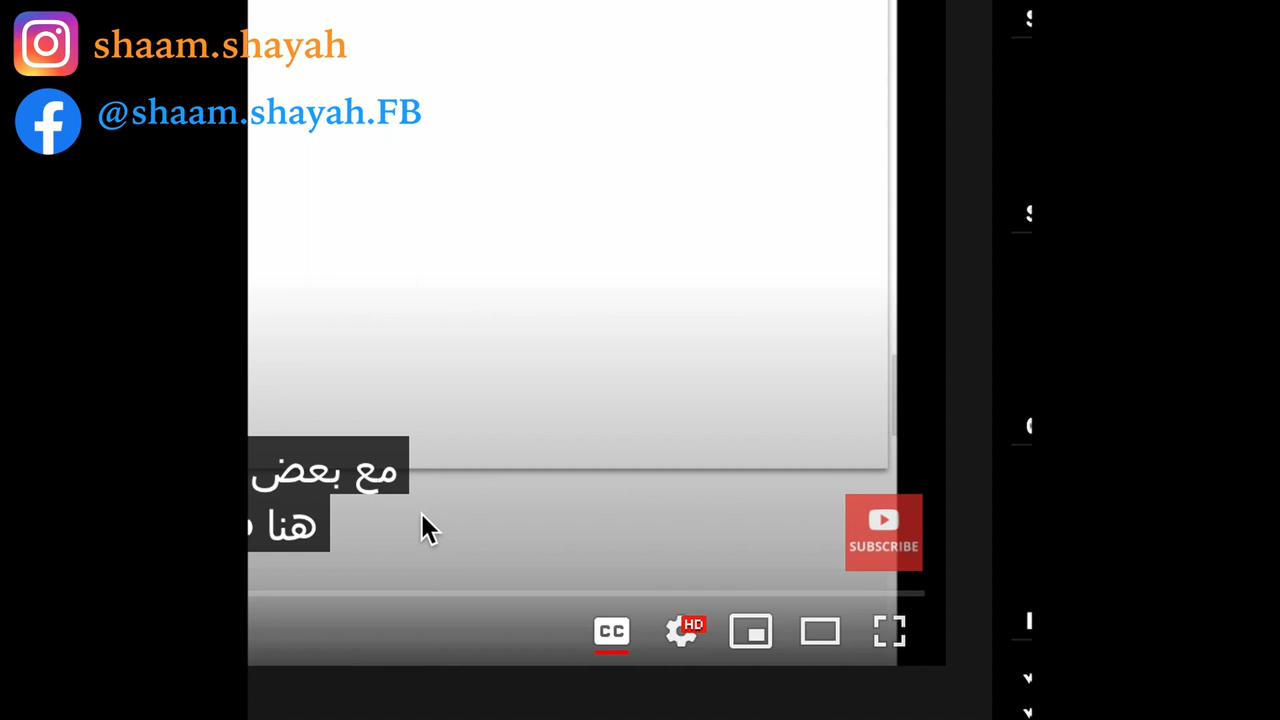 shaam.shayah
@shaam.shayah.FB
مع بعض
هنا
SUBSCRIBE
CC
HD